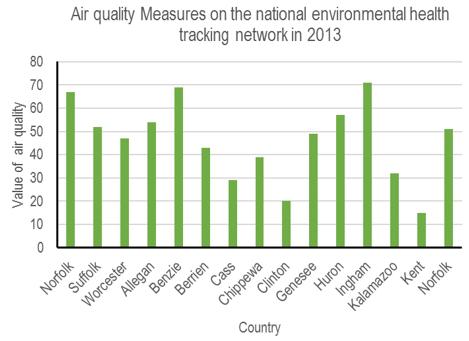 Air quality Measures on the national environmental health
tracking network in 2013
Value of air quality
80
70
60
50
40
30
20
10
0
Norfolk
Suffolk
Worcester
Allegan
Benzie
Berrien
Cass
Chippewa
Clinton
Genesee
Huron
Ingham
Kalamazoo
Kent
Norfolk
Country